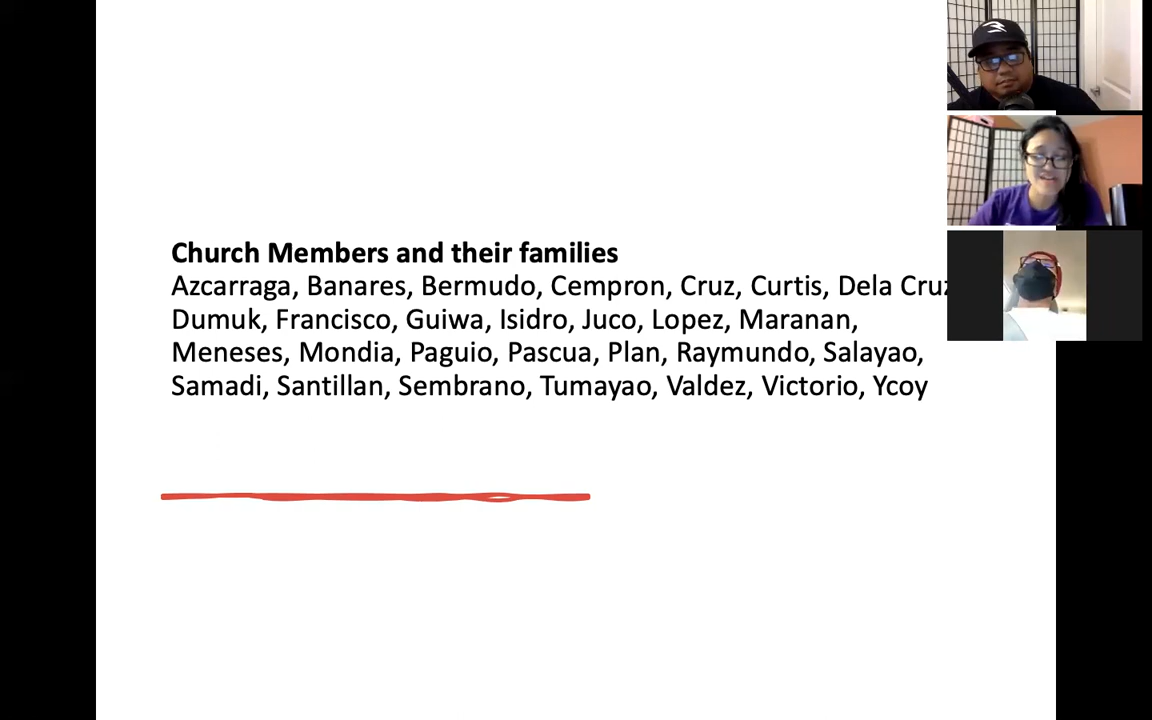 Church Members and their families
Azcarraga, Banares, Bermudo, Cempron, Cruz, Curtis, Dela Cruz
Dumuk, Francisco, Guiwa, Isidro, Juco, Lopez, Maranan,
Meneses, Mondia, Paguio, Pascua, Plan, Raymundo, Salayao,
Samadi, Santillan, Sembrano, Tumayao, Valdez, Victorio, Ycoy